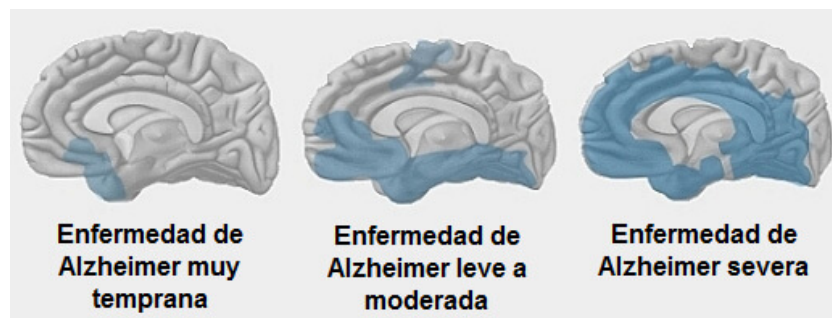 Enfermedad de
Alzheimer muy
temprana
Enfermedad de
Alzheimer leve a
moderada
Enfermedad de
Alzheimer severa